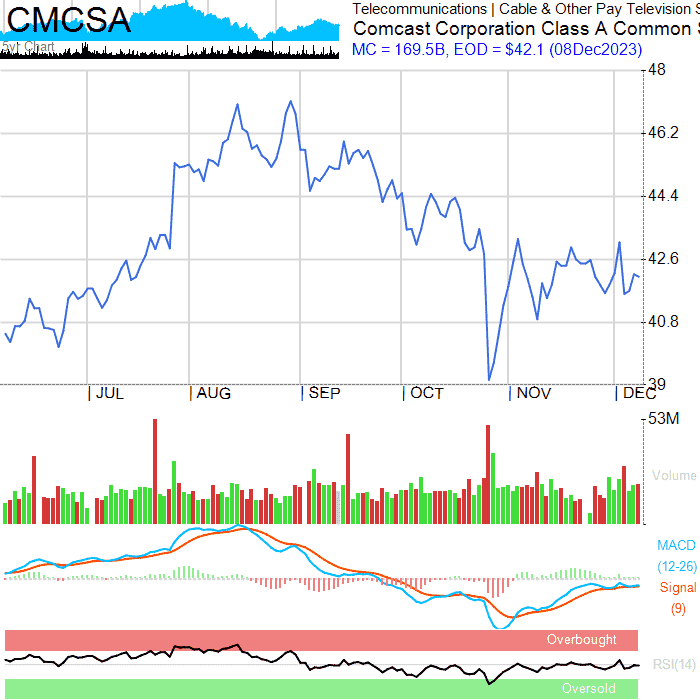 CMCSA
5yr Chart
Telecommunications | Cable & Other Pay Television S
Comcast Corporation Class A Common S
MC = 169.5B, EOD = $42.1 (08Dec2023)
48
46.2
44.4
42.6
40.8
39
JUL
AUG
SEP
OCT
NOV
DEC
53M
Volume
MACD
(12-26)
Signal
(9)
Overbought
RSI(14)
Oversold